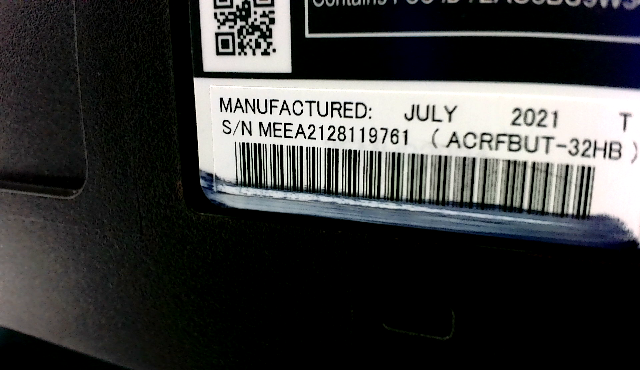 MANUFACTURED: JULY 2021 T
S/N MEEA2128119761 (ACRFBUT-32HB)